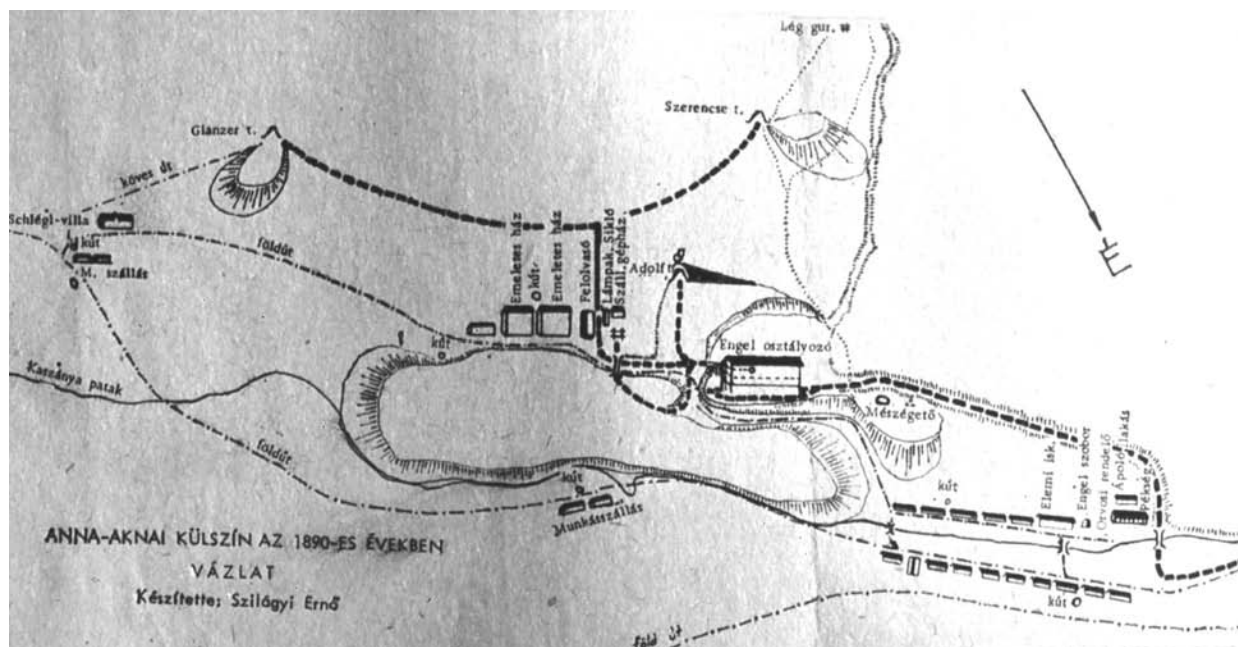 Lég gur.
Szerencse t.
Glanzer t.
köves út
Schlégl-villa
kút
M. szállás
földút
Emeletes ház
kút
Emeletes ház
Felolvasó
Lámpak. Sikló
Száll. gépház
Adolf t.
É
kút
Engel osztályozó
Kaszánya patak
Mészégető
földút
kút
Munkásszállás
kút
Elemi isk.
Engel szobor
Orvosi rendelő
Ápoló lakás
Pékség
kút
föld út
ANNA-AKNAI KÜLSZÍN AZ 1890-ES ÉVEKBEN
VÁZLAT
Készítette: Szilágyi Ernő